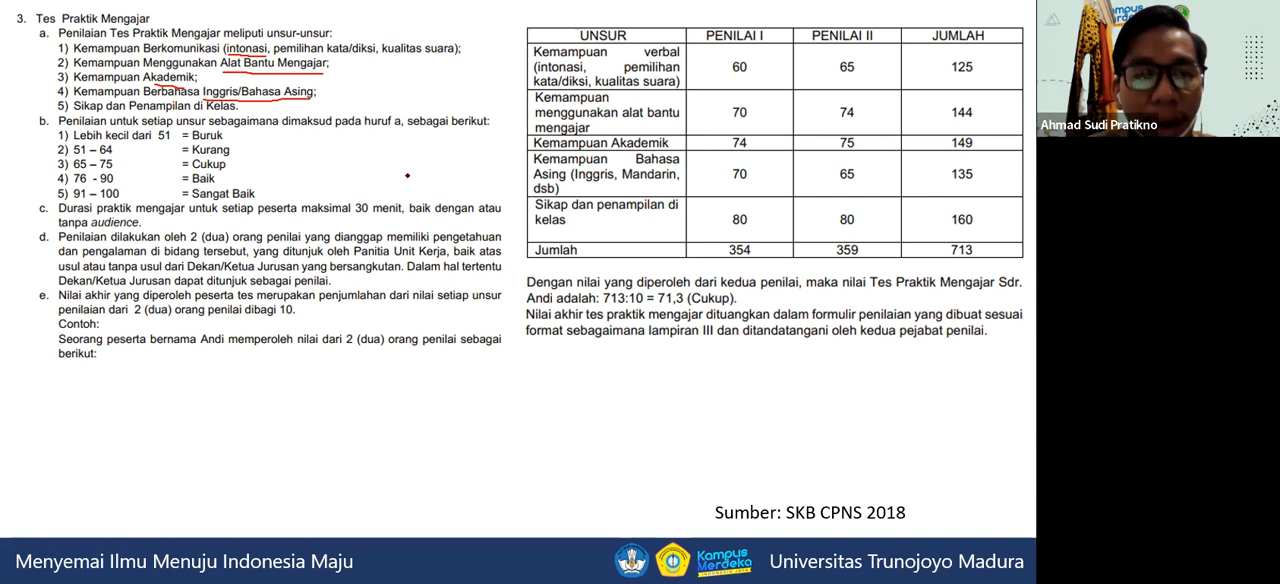 3. Tes Praktik Mengajar
a. Penilaian Tes Praktik Mengajar meliputi unsur-unsur:
1) Kemampuan Berkomunikasi (intonasi, pemilihan kata/diksi, kualitas suara);
2) Kemampuan Menggunakan Alat Bantu Mengajar;
3) Kemampuan Akademik;
4) Kemampuan Berbahasa Inggris/Bahasa Asing;
5) Sikap dan Penampilan di Kelas.
b. Penilaian untuk setiap unsur sebagaimana dimaksud pada huruf a, sebagai berikut:
1) Lebih kecil dari 51 = Buruk
2) 51 – 64 = Kurang
3) 65 – 75 = Cukup
4) 76 - 90 = Baik
5) 91 – 100 = Sangat Baik
c. Durasi praktik mengajar untuk setiap peserta maksimal 30 menit, baik dengan atau
tanpa audience.
d. Penilaian dilakukan oleh 2 (dua) orang penilai yang dianggap memiliki pengetahuan
dan pengalaman di bidang tersebut, yang ditunjuk oleh Panitia Unit Kerja, baik atas
usul atau tanpa usul dari Dekan/Ketua Jurusan yang bersangkutan. Dalam hal tertentu
Dekan/Ketua Jurusan dapat ditunjuk sebagai penilai.
e. Nilai akhir yang diperoleh peserta tes merupakan penjumlahan dari nilai setiap unsur
penilaian dari 2 (dua) orang penilai dibagi 10.
Contoh:
Seorang peserta bernama Andi memperoleh nilai dari 2 (dua) orang penilai sebagai
berikut:
UNSUR PENILAI I PENILAI II JUMLAH
Kemampuan verbal
(intonasi, pemilihan 60 65 125
kata/diksi, kualitas suara)
Kemampuan
menggunakan alat bantu 70 74 144
mengajar
Kemampuan Akademik 74 75 149
Kemampuan Bahasa
Asing (Inggris, Mandarin, 70 65 135
dsb)
Sikap dan penampilan di
kelas 80 80 160
Jumlah 354 359 713
Dengan nilai yang diperoleh dari kedua penilai, maka nilai Tes Praktik Mengajar Sdr.
Andi adalah: 713:10 = 71,3 (Cukup).
Nilai akhir tes praktik mengajar dituangkan dalam formulir penilaian yang dibuat sesuai
format sebagaimana lampiran III dan ditandatangani oleh kedua pejabat penilai.
Sumber: SKB CPNS 2018
Ahmad Sudi Pratikno
Menyemai Ilmu Menuju Indonesia Maju
Kampus
Merdeka
INDONESIA JAYA
Universitas Trunojoyo Madura